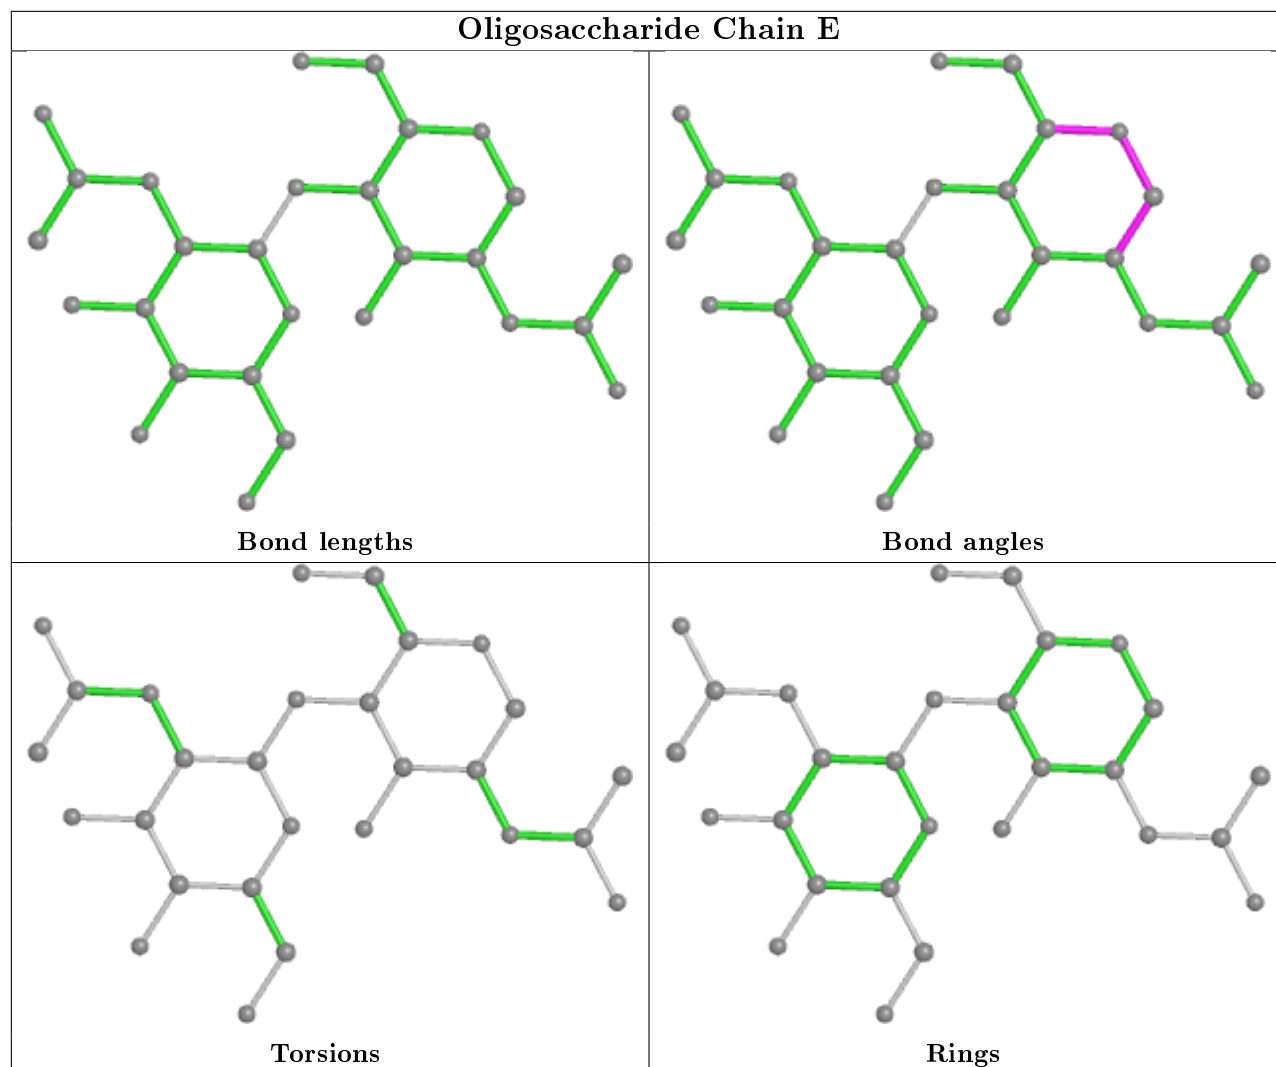 Oligosaccharide Chain E
Bond lengths
Bond angles
Torsions
Rings